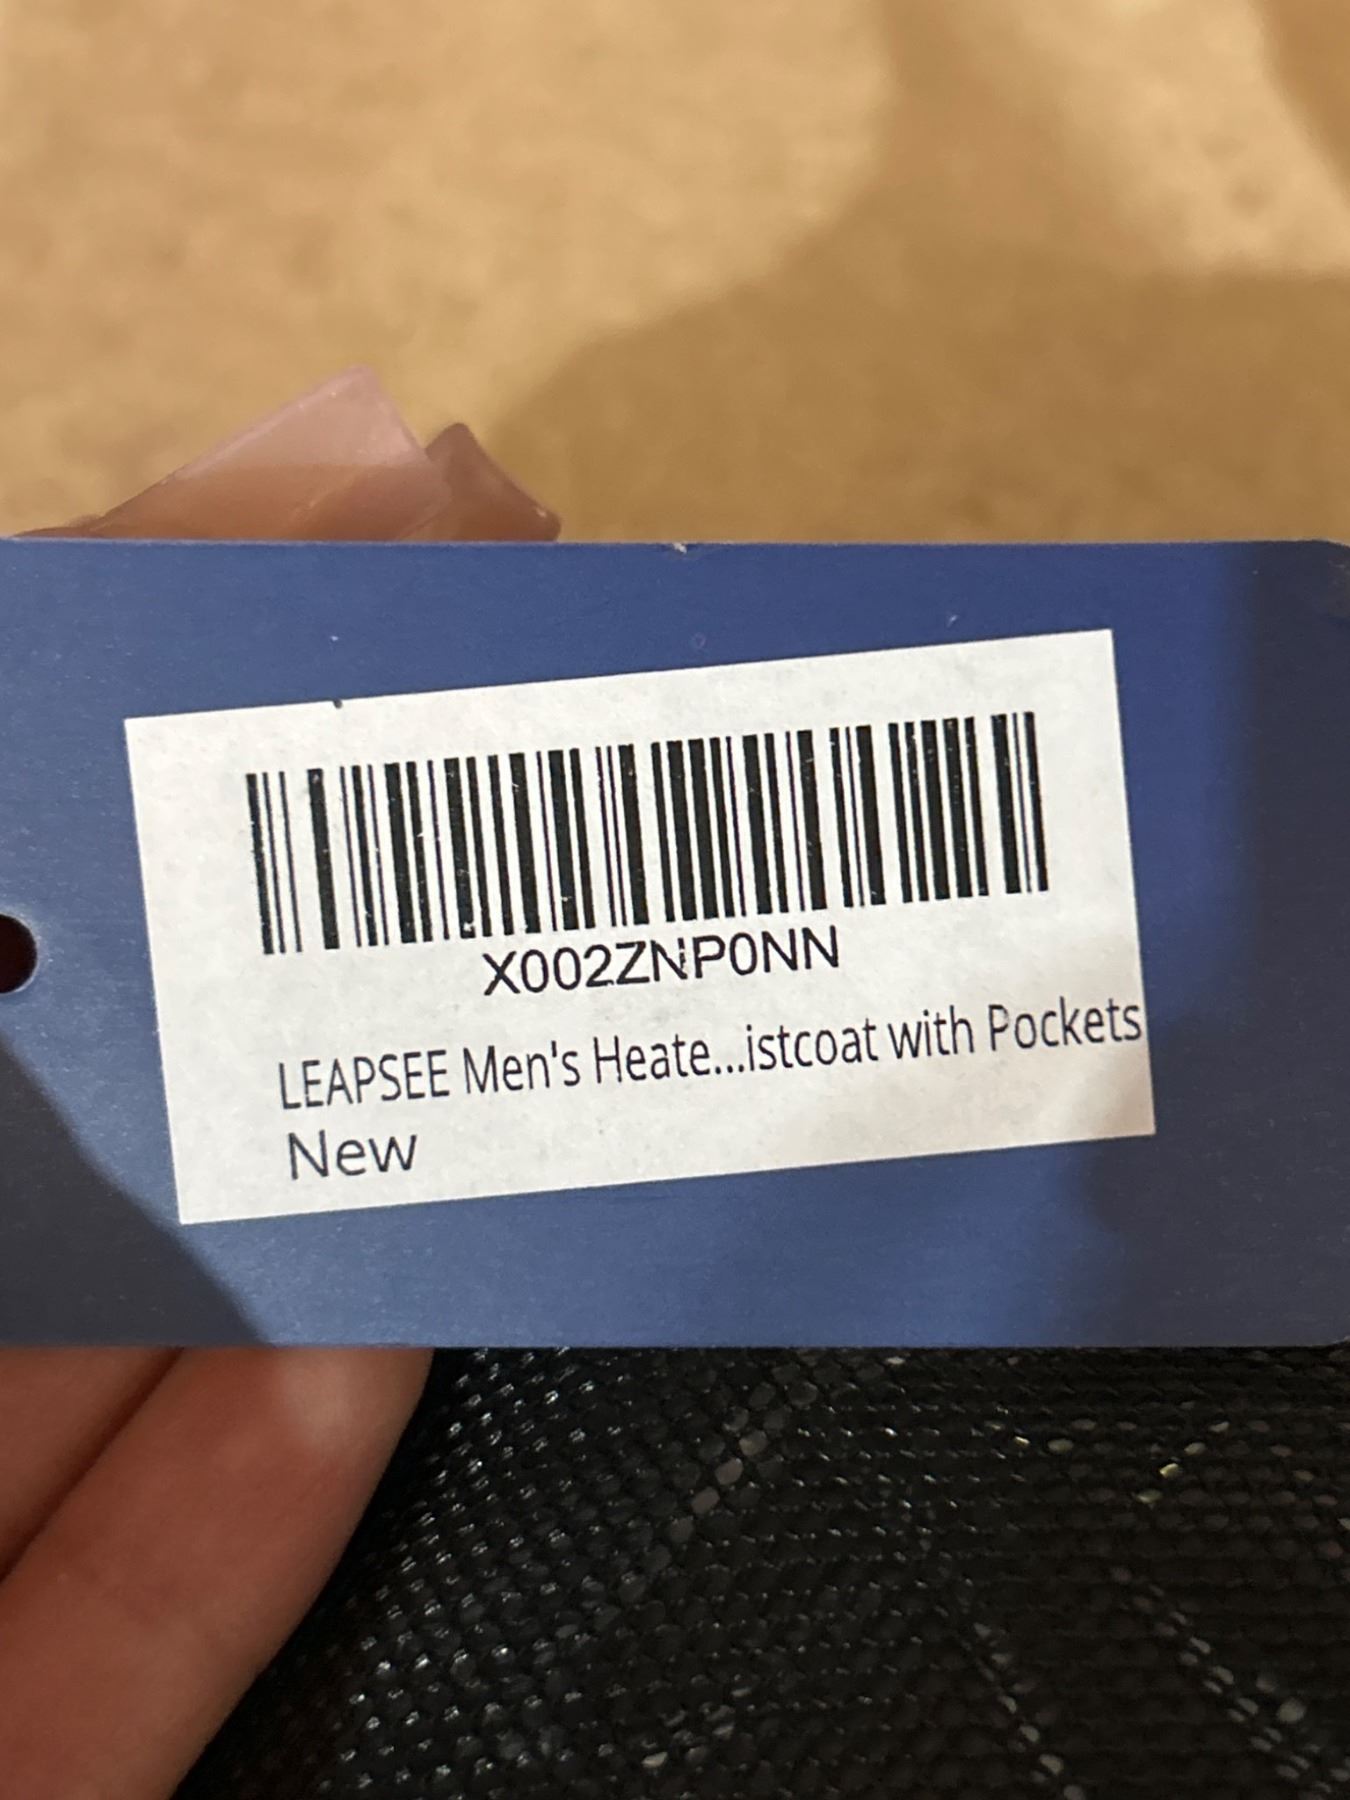 X002ZNP0NN
LEAPSEE Men's Heate...istcoat with Pockets
New